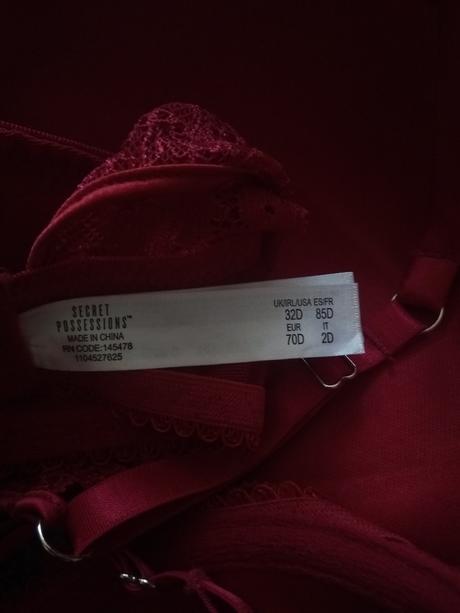 SECRET
POSSESSIONS™
MADE IN CHINA
RN CODE:145478
1104527625
UK/IRL/USA ES/FR
32D 85D
EUR IT
70D 2D